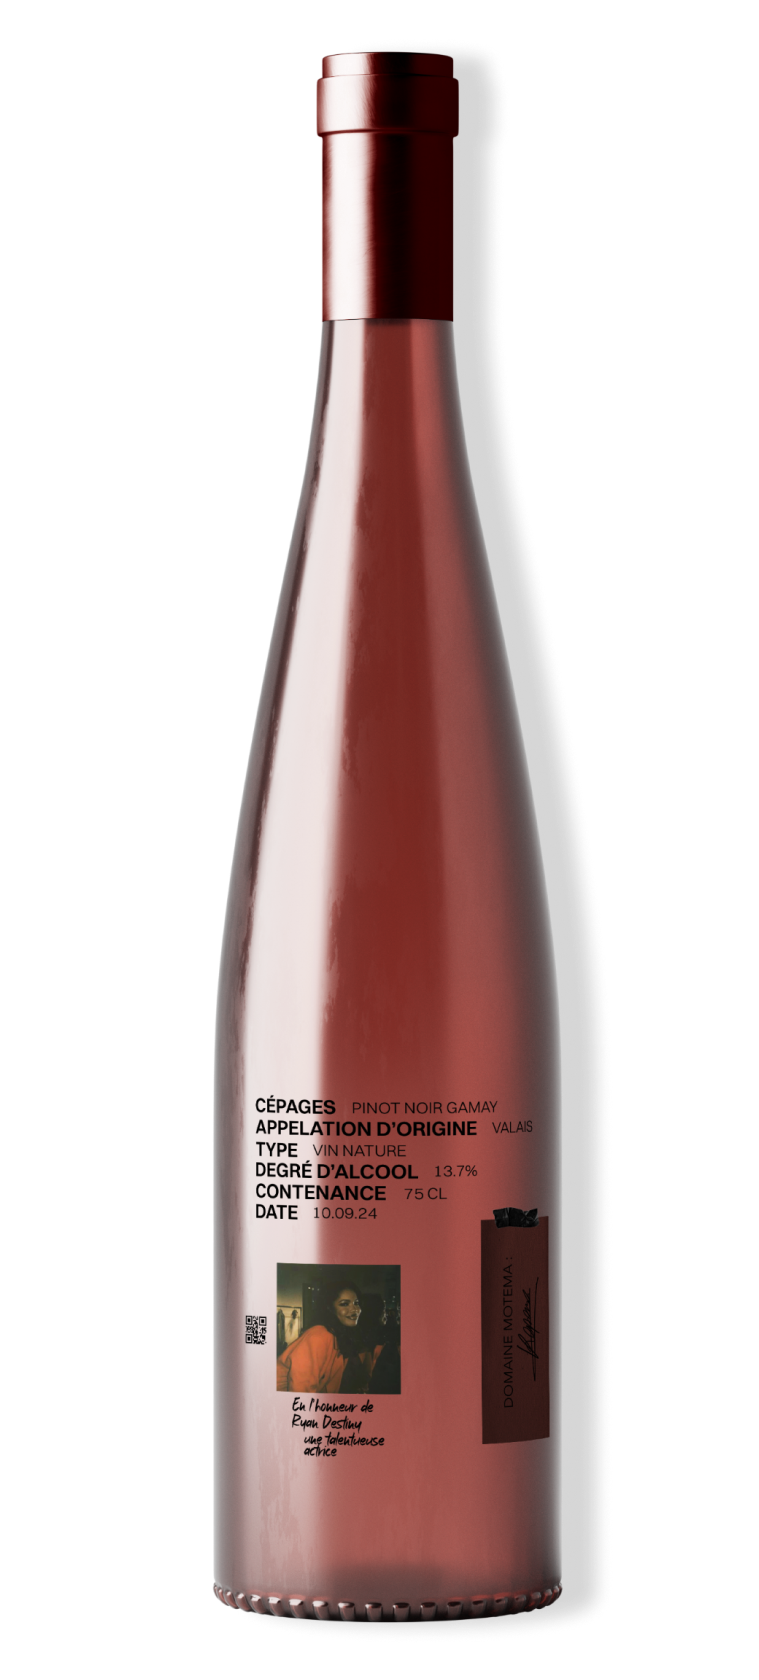 CÉPAGES PINOT NOIR GAMAY
APPELATION D'ORIGINE VALAIS
TYPE VIN NATURE
DEGRÉ D'ALCOOL 13.7%
CONTENANCE 75 CL
DATE 10.09.24
DOMAINE MOTEMA :
En l'honneur de
Ryan Destiny
une talentueuse
actrice